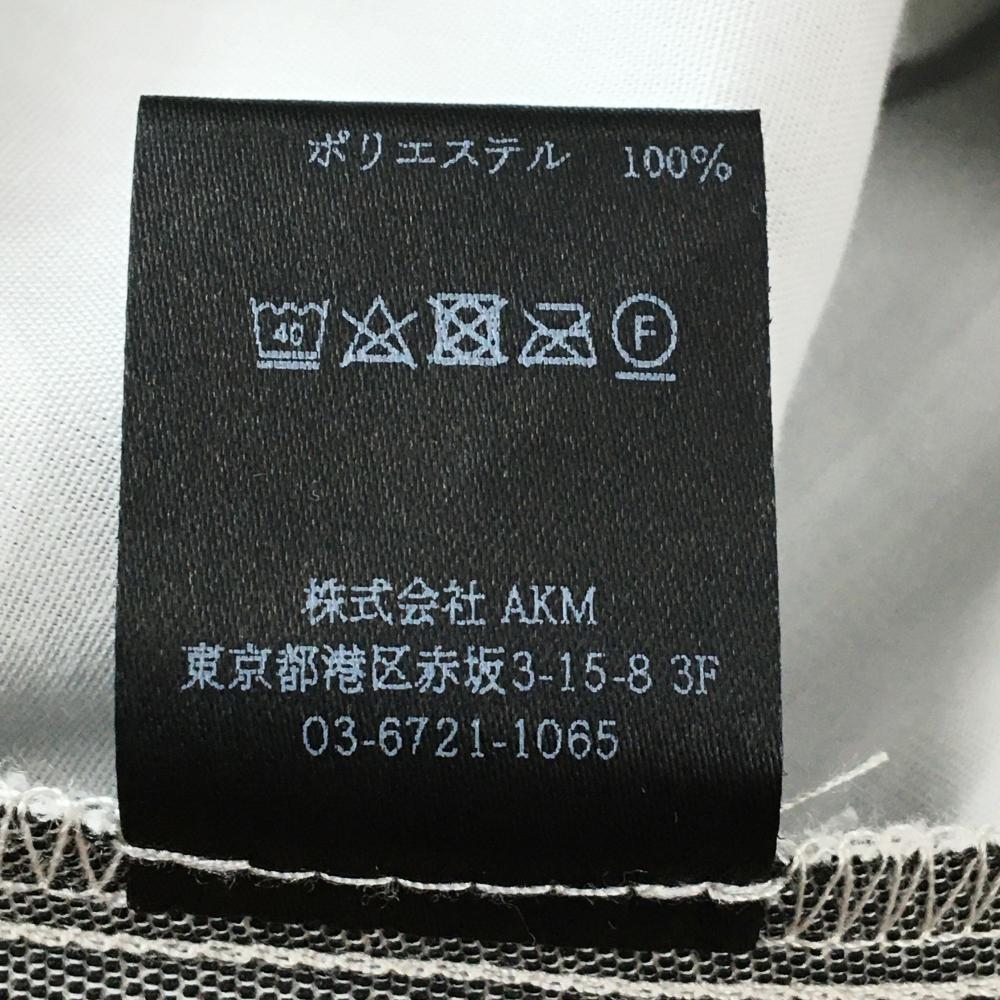 ポリエステル 100%
40 F
株式会社 AKM
東京都港区赤坂3-15-8 3F
03-6721-1065